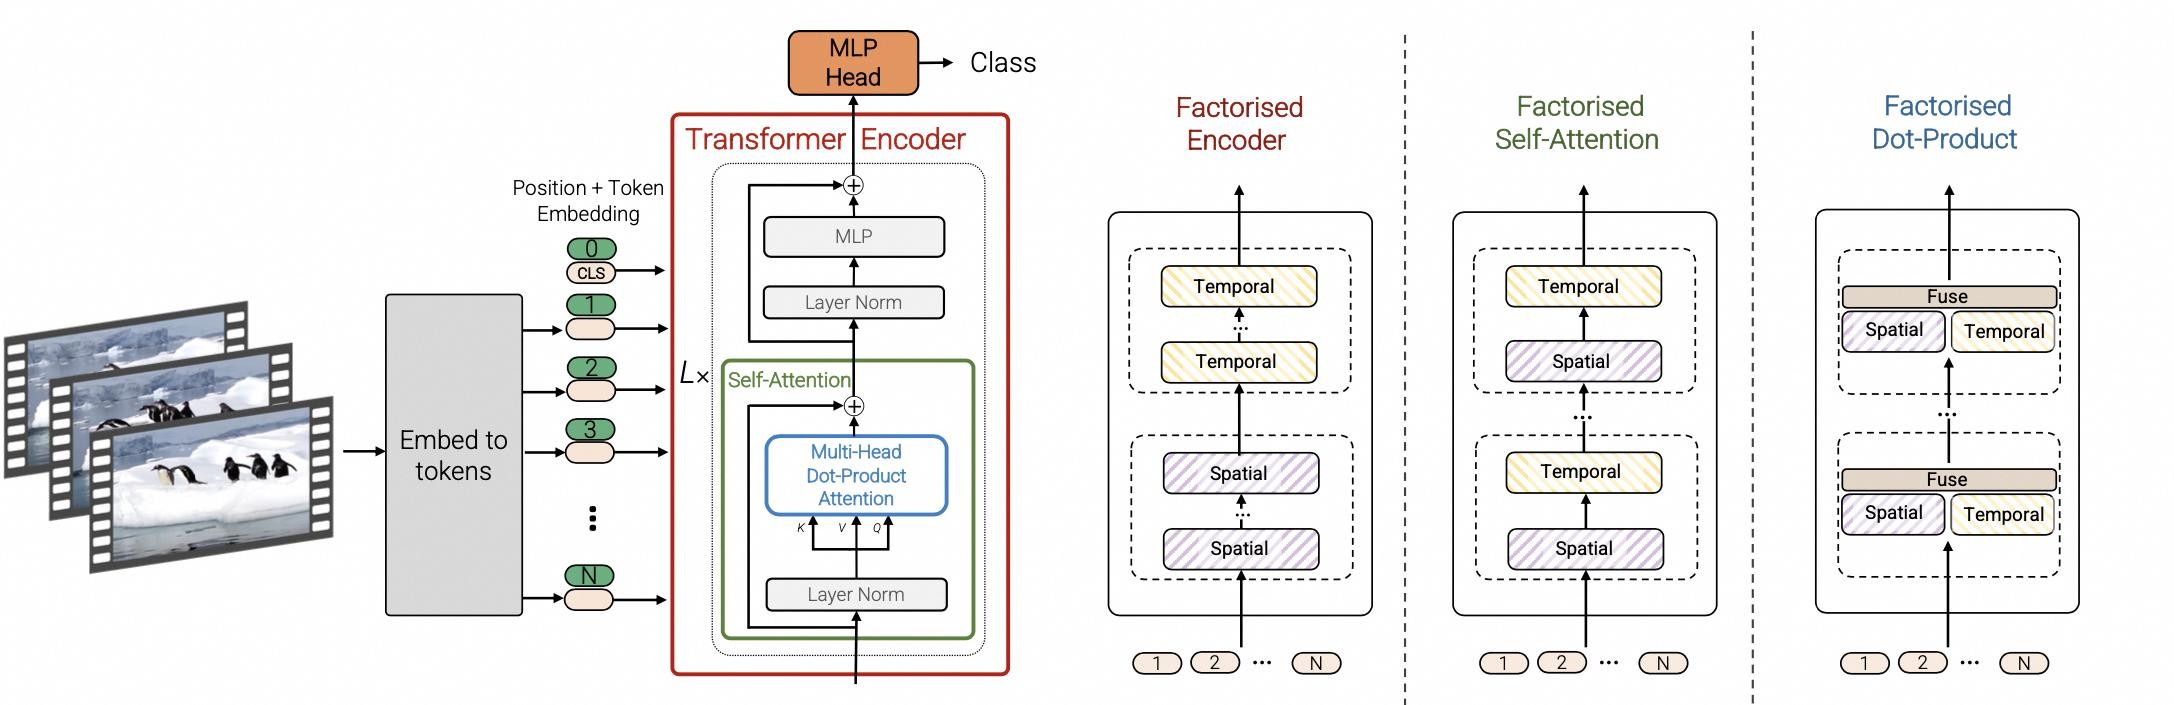 MLP
Head
Class
Transformer Encoder
Position + Token
Embedding
0
CLS
1
2
3
N
Embed to
tokens
L×
MLP
Layer Norm
Self-Attention
Multi-Head
Dot-Product
Attention
K V Q
Layer Norm
Factorised
Encoder
Temporal
...
Temporal
Spatial
...
Spatial
1 2 ... N
Factorised
Self-Attention
Temporal
Spatial
...
Temporal
Spatial
1 2 ... N
Factorised
Dot-Product
Fuse
Spatial Temporal
...
Fuse
Spatial Temporal
1 2 ... N